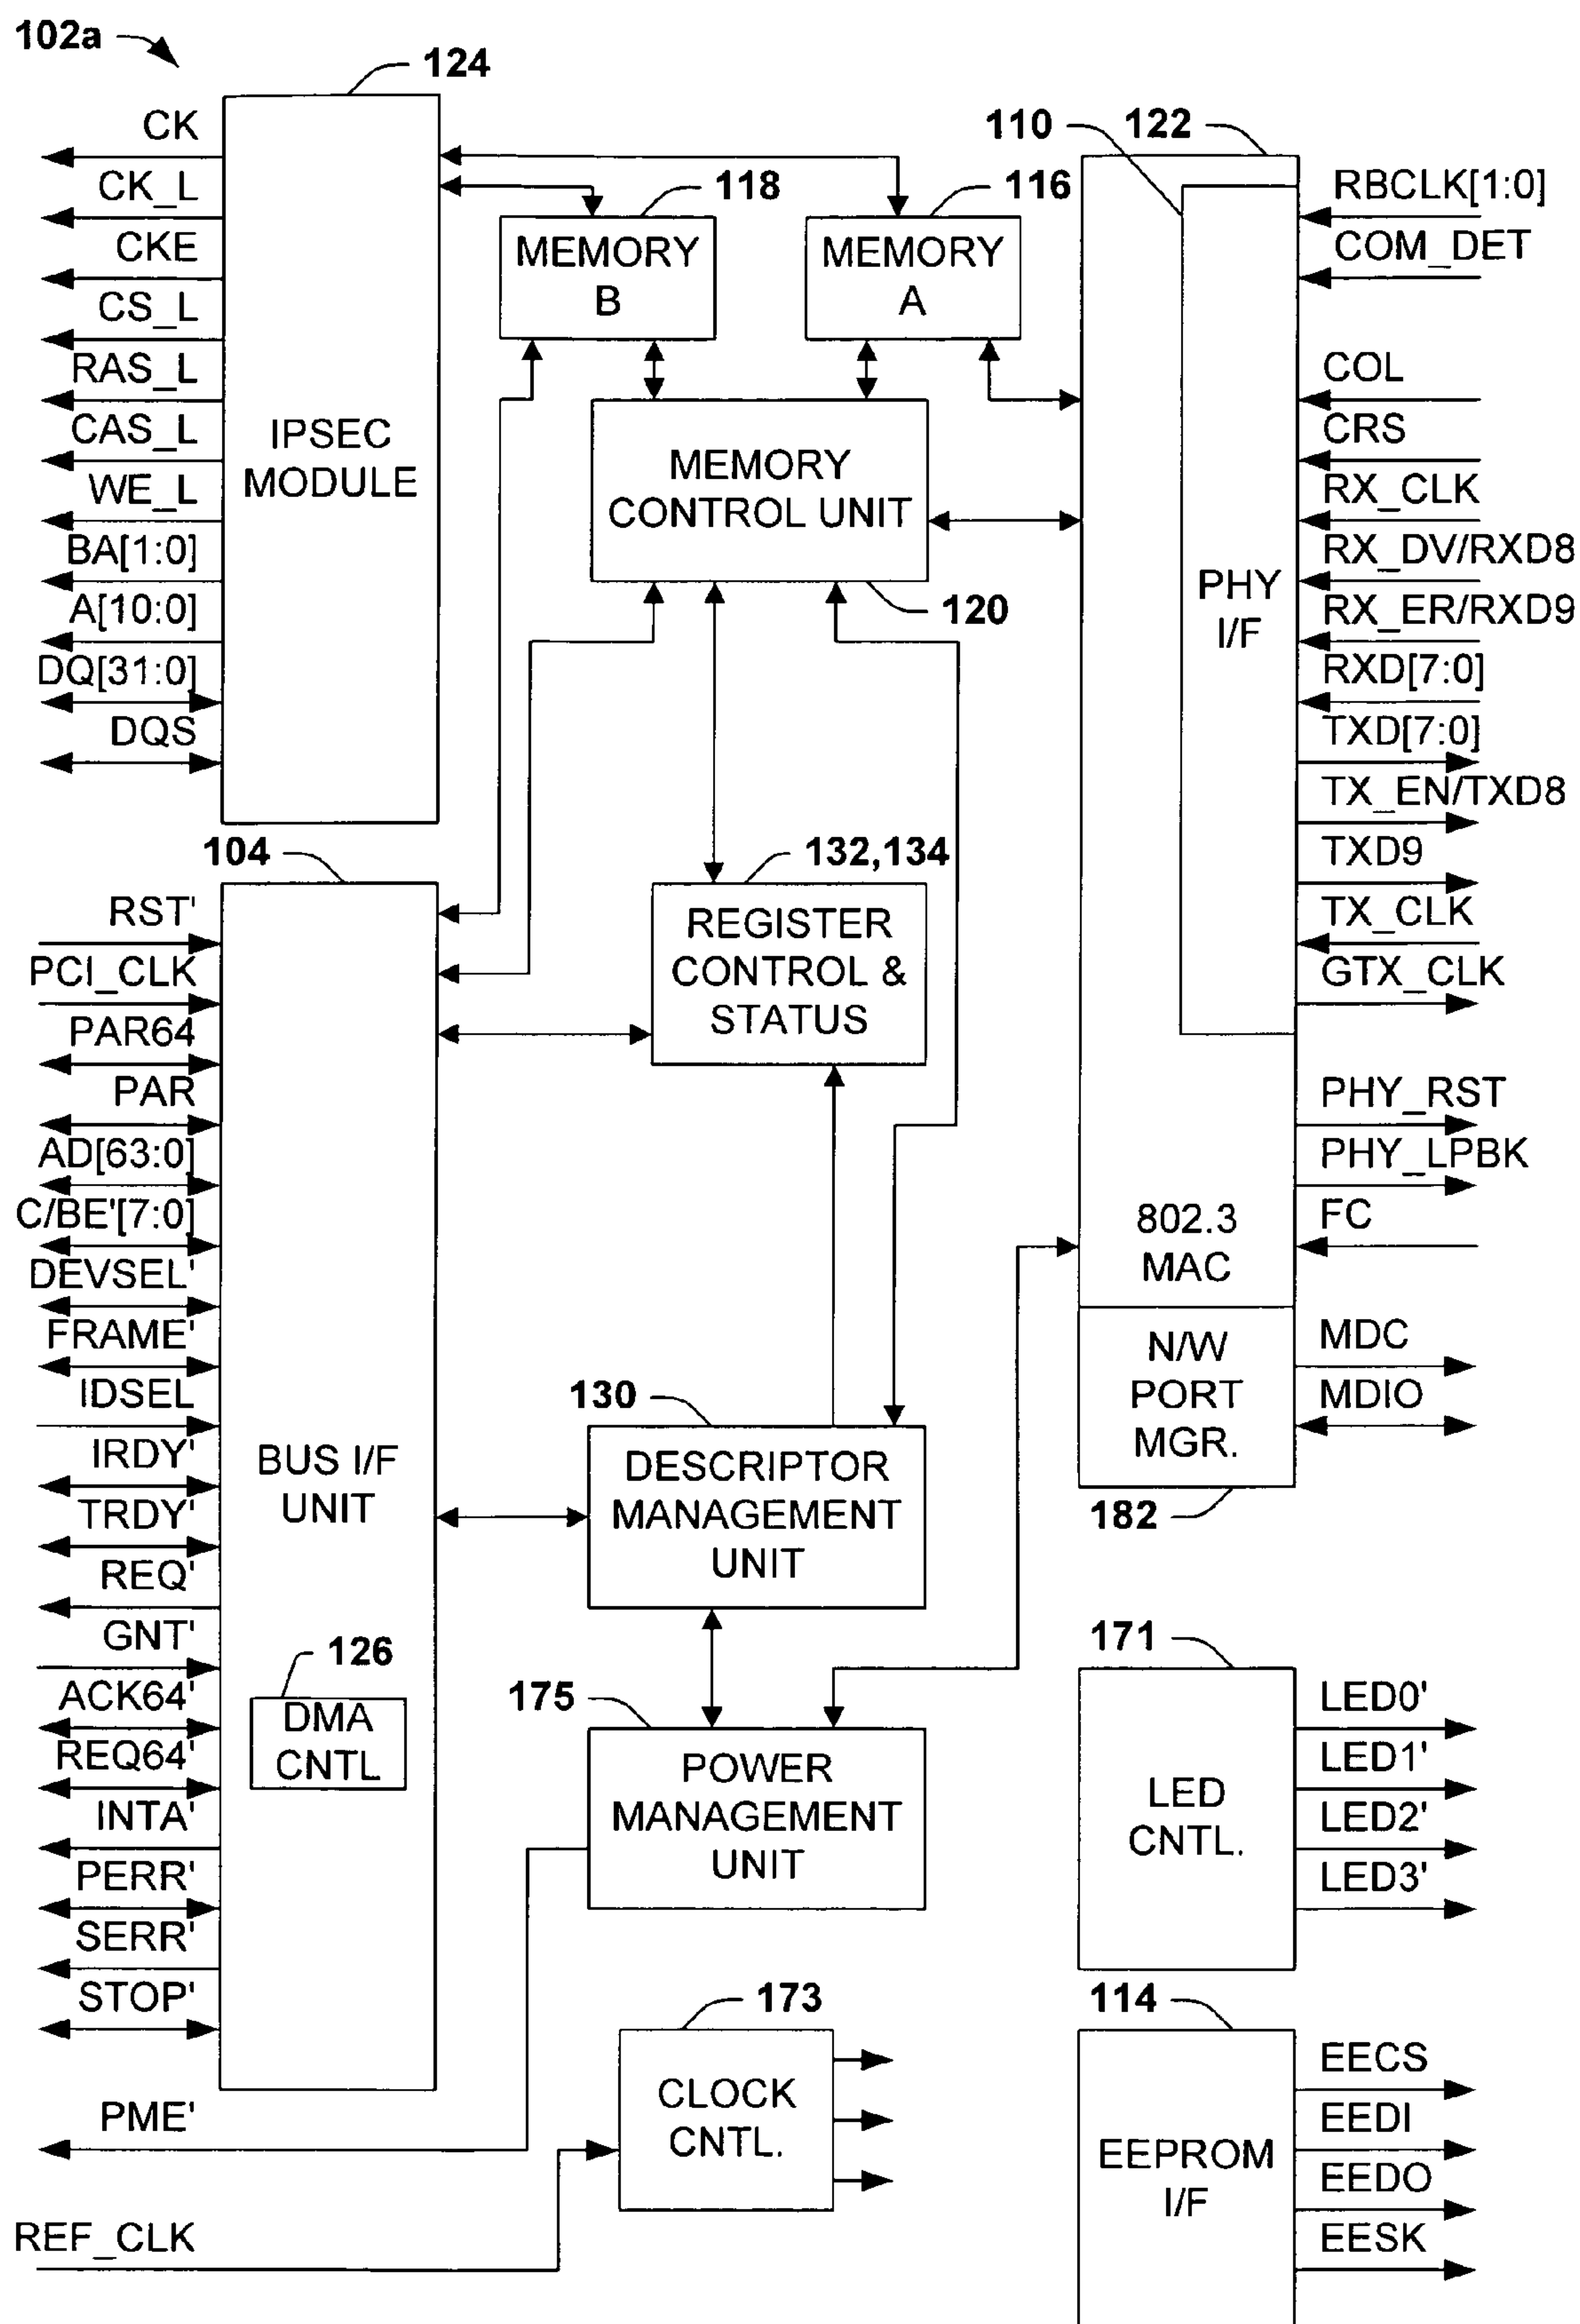 102a
124
CK
CK_L
CKE
CS_L
RAS_L
CAS_L
WE_L
BA[1:0]
A[10:0]
DQ[31:0]
DQS
IPSEC
MODULE
118
MEMORY
B
116
MEMORY
A
MEMORY
CONTROL UNIT
120
110
122
PHY
I/F
RBCLK[1:0]
COM_DET
COL
CRS
RX_CLK
RX_DV/RXD8
RX_ER/RXD9
RXD[7:0]
TXD[7:0]
TX_EN/TXD8
TXD9
TX_CLK
GTX_CLK
PHY_RST
PHY_LPBK
FC
802.3
MAC
N/W
PORT
MGR.
182
MDC
MDIO
104
RST'
PCI_CLK
PAR64
PAR
AD[63:0]
C/BE'[7:0]
DEVSEL'
FRAME'
IDSEL
IRDY'
TRDY'
REQ'
GNT'
ACK64'
REQ64'
INTA'
PERR'
SERR'
STOP'
BUS I/F
UNIT
126
DMA
CNTL
132,134
REGISTER
CONTROL &
STATUS
130
DESCRIPTOR
MANAGEMENT
UNIT
175
POWER
MANAGEMENT
UNIT
171
LED
CNTL.
LED0'
LED1'
LED2'
LED3'
PME'
REF_CLK
173
CLOCK
CNTL.
114
EEPROM
I/F
EECS
EEDI
EEDO
EESK